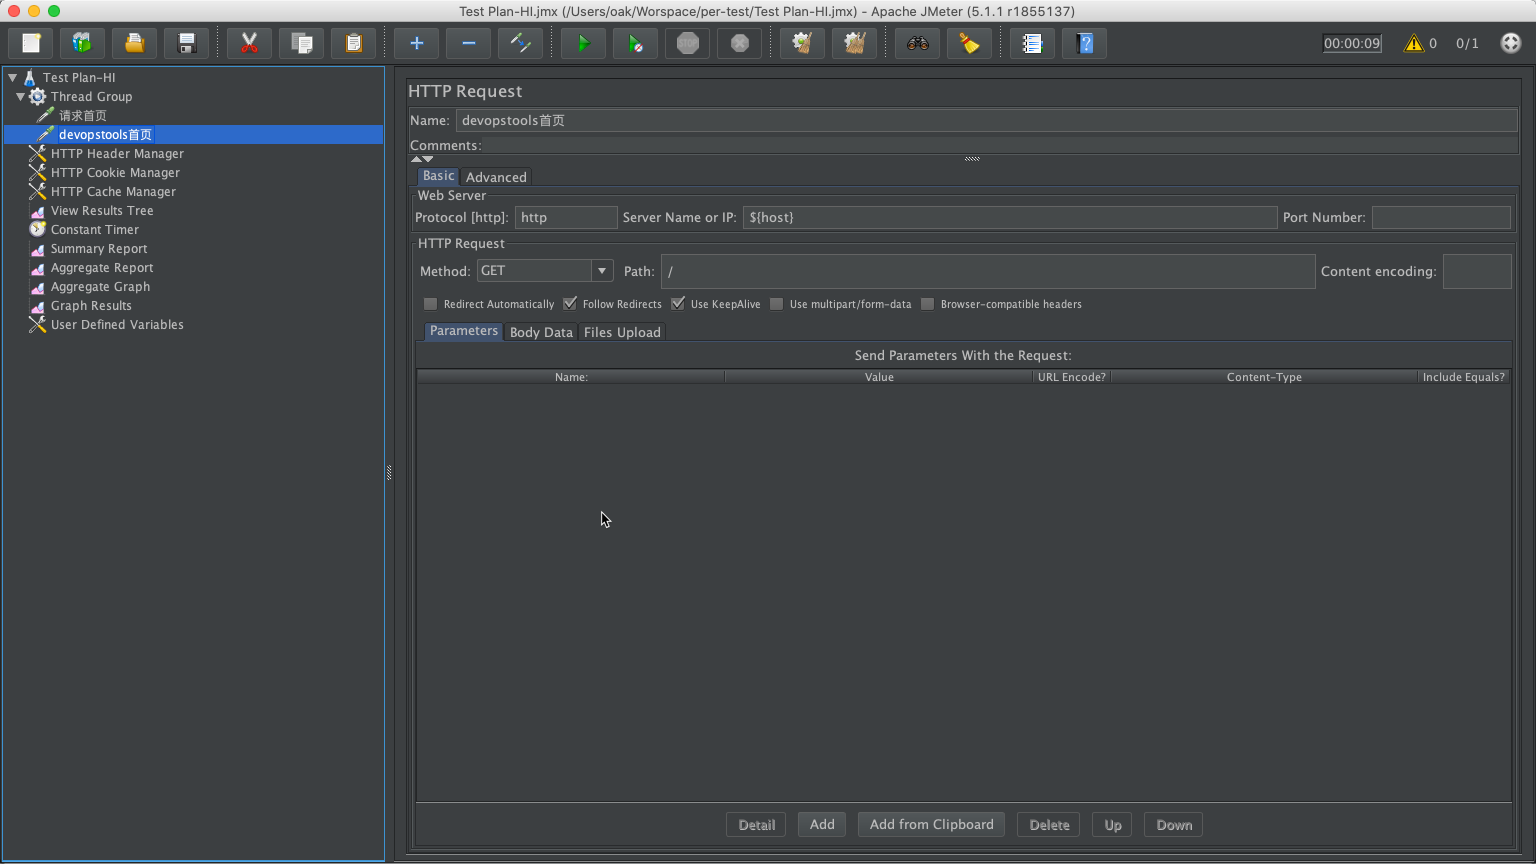 Test Plan-HI.jmx (/Users/oak/Worspace/per-test/Test Plan-HI.jmx) - Apache JMeter (5.1.1 r1855137)
STOP ? 00:00:09 0 0/1
Test Plan-HI
Thread Group
请求首页
devopstools首页
HTTP Header Manager
HTTP Cookie Manager
HTTP Cache Manager
View Results Tree
Constant Timer
Summary Report
Aggregate Report
Aggregate Graph
Graph Results
User Defined Variables
HTTP Request
Name: devopstools首页
Comments:
Basic Advanced
Web Server
Protocol [http]: http Server Name or IP: ${host} Port Number:
HTTP Request
Method: GET Path: / Content encoding:
Redirect Automatically Follow Redirects Use KeepAlive Use multipart/form-data Browser-compatible headers
Parameters Body Data Files Upload
Send Parameters With the Request:
Name: Value URL Encode? Content-Type Include Equals?
Detail Add Add from Clipboard Delete Up Down